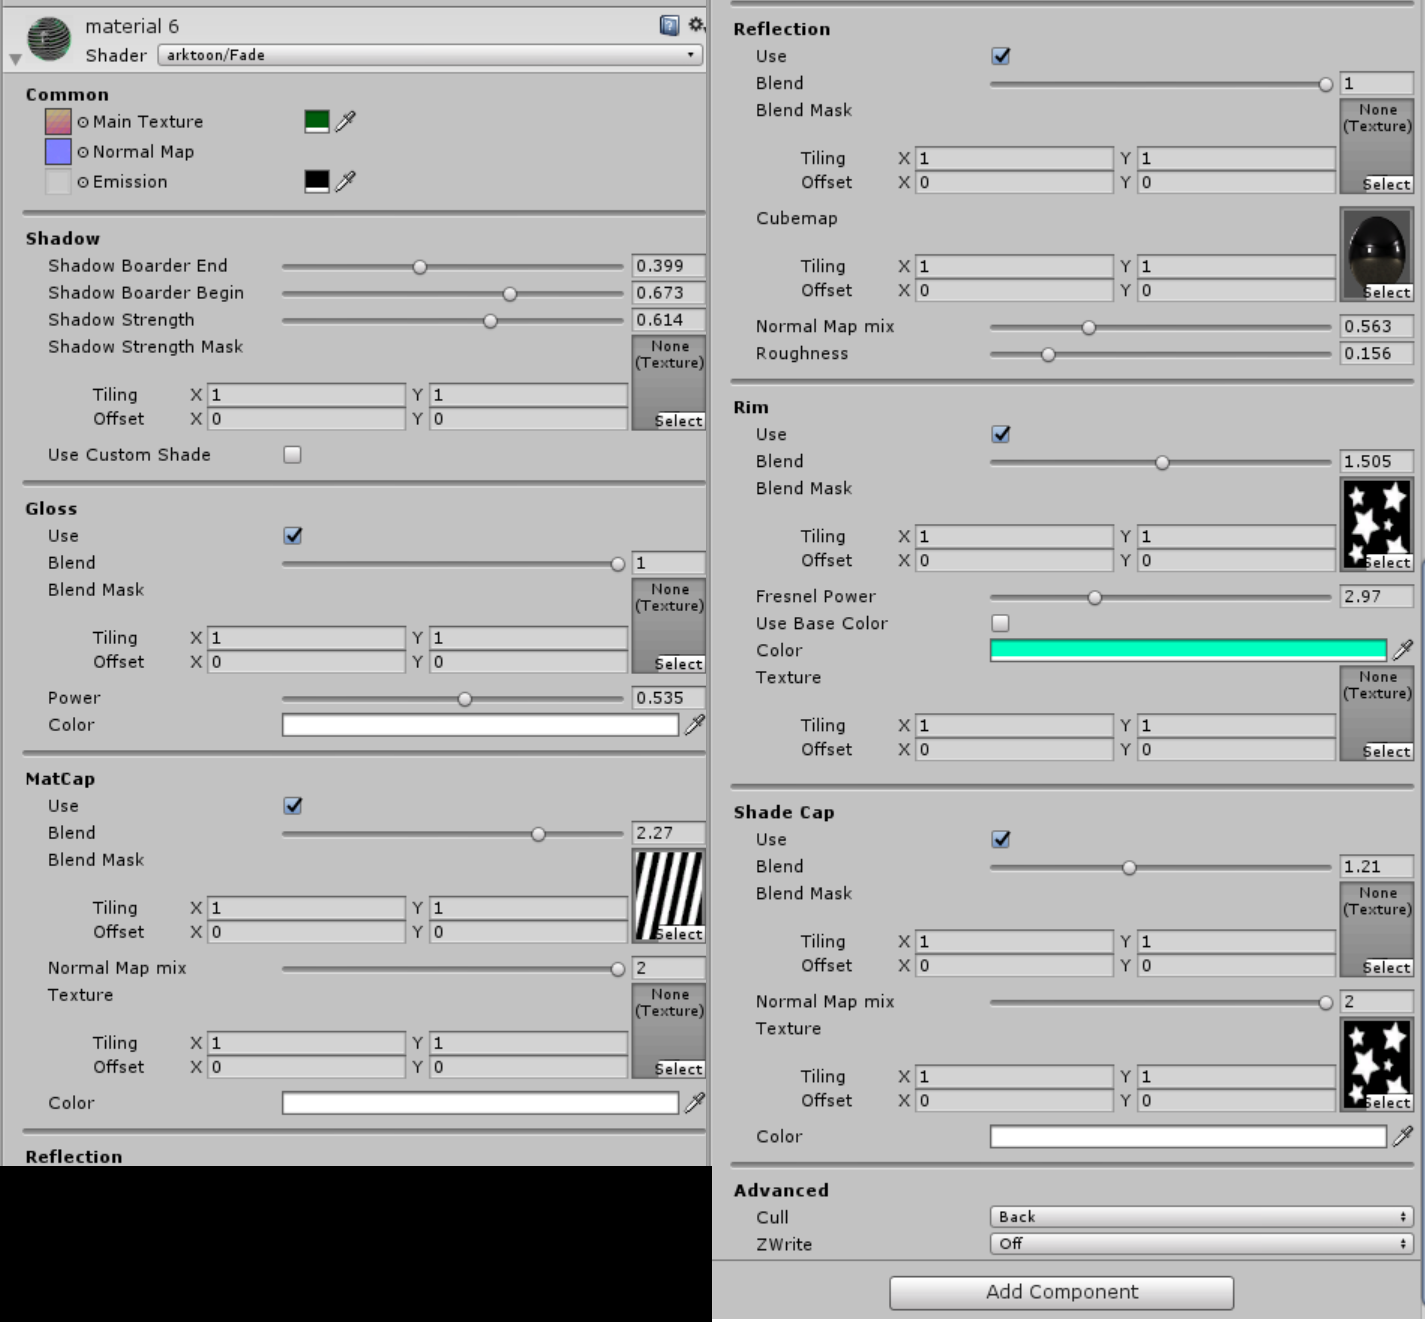 material 6
Shader arktoon/Fade
Common
Main Texture
Normal Map
Emission
Shadow
Shadow Boarder End 0.399
Shadow Boarder Begin 0.673
Shadow Strength 0.614
Shadow Strength Mask None (Texture)
Tiling X 1 Y 1
Offset X 0 Y 0 Select
Use Custom Shade
Gloss
Use
Blend 1
Blend Mask None (Texture)
Tiling X 1 Y 1
Offset X 0 Y 0 Select
Power 0.535
Color
MatCap
Use
Blend 2.27
Blend Mask
Tiling X 1 Y 1
Offset X 0 Y 0 Select
Normal Map mix 2
Texture None (Texture)
Tiling X 1 Y 1
Offset X 0 Y 0 Select
Color
Reflection
Reflection
Use
Blend 1
Blend Mask None (Texture)
Tiling X 1 Y 1
Offset X 0 Y 0 Select
Cubemap
Tiling X 1 Y 1
Offset X 0 Y 0 Select
Normal Map mix 0.563
Roughness 0.156
Rim
Use
Blend 1.505
Blend Mask
Tiling X 1 Y 1
Offset X 0 Y 0 Select
Fresnel Power 2.97
Use Base Color
Color
Texture None (Texture)
Tiling X 1 Y 1
Offset X 0 Y 0 Select
Shade Cap
Use
Blend 1.21
Blend Mask None (Texture)
Tiling X 1 Y 1
Offset X 0 Y 0 Select
Normal Map mix 2
Texture
Tiling X 1 Y 1
Offset X 0 Y 0 Select
Color
Advanced
Cull Back
ZWrite Off
Add Component